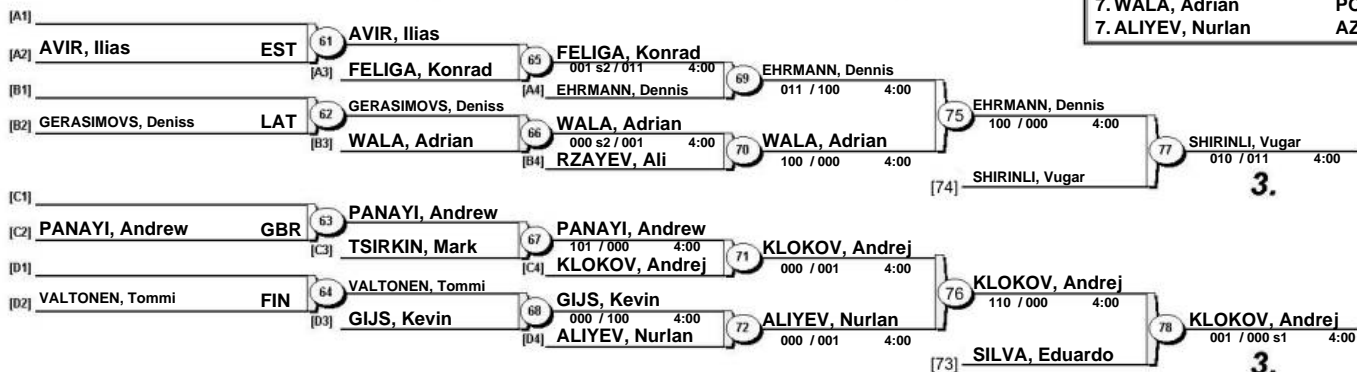 7. WALA, Adrian
7. ALIYEV, Nurlan AZ
[A1]
[A2] AVIR, Ilias EST
61 AVIR, Ilias
[A3] FELIGA, Konrad
65 FELIGA, Konrad
001 s2 / 011 4:00
[A4] EHRMANN, Dennis
69 EHRMANN, Dennis
011 / 100 4:00
[B1]
[B2] GERASIMOVS, Deniss LAT
62 GERASIMOVS, Deniss
[B3] WALA, Adrian
66 WALA, Adrian
000 s2 / 001 4:00
[B4] RZAYEV, Ali
70 WALA, Adrian
100 / 000 4:00
75 EHRMANN, Dennis
100 / 000 4:00
[74] SHIRINLI, Vugar
77 SHIRINLI, Vugar
010 / 011 4:00
3.
[C1]
[C2] PANAYI, Andrew GBR
63 PANAYI, Andrew
[C3] TSIRKIN, Mark
67 PANAYI, Andrew
101 / 000 4:00
[C4] KLOKOV, Andrej
71 KLOKOV, Andrej
000 / 001 4:00
[D1]
[D2] VALTONEN, Tommi FIN
64 VALTONEN, Tommi
[D3] GIJS, Kevin
68 GIJS, Kevin
000 / 100 4:00
[D4] ALIYEV, Nurlan
72 ALIYEV, Nurlan
000 / 001 4:00
76 KLOKOV, Andrej
110 / 000 4:00
[73] SILVA, Eduardo
78 KLOKOV, Andrej
001 / 000 s1 4:00
3.